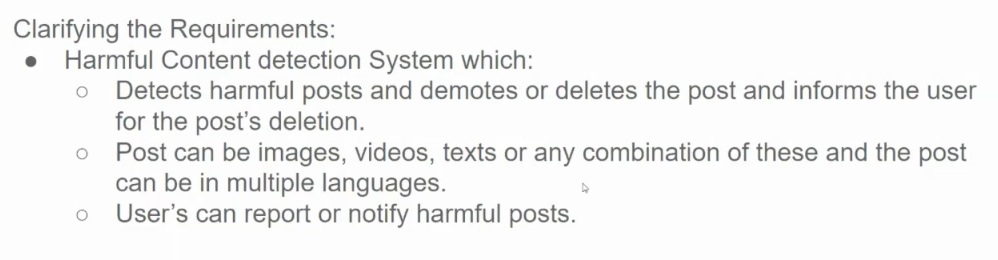 Clarifying the Requirements:
● Harmful Content detection System which:
○ Detects harmful posts and demotes or deletes the post and informs the user
for the post's deletion.
○ Post can be images, videos, texts or any combination of these and the post
can be in multiple languages.
○ User's can report or notify harmful posts.